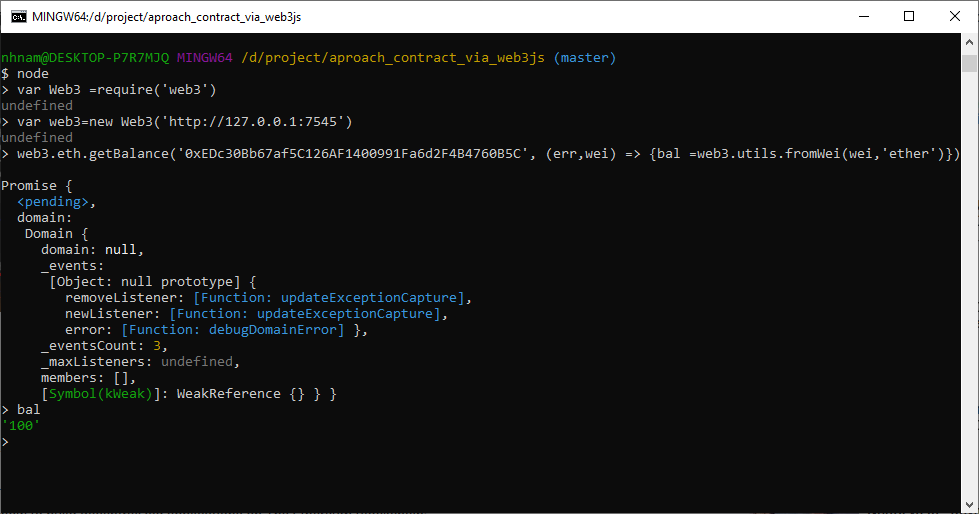 MINGW64:/d/project/aproach_contract_via_web3js
nhnam@DESKTOP-P7R7MJQ MINGW64 /d/project/aproach_contract_via_web3js (master)
$ node
> var Web3 =require('web3')
undefined
> var web3=new Web3('http://127.0.0.1:7545')
undefined
> web3.eth.getBalance('0xEDc30Bb67af5C126AF1400991Fa6d2F4B4760B5C', (err,wei) => {bal =web3.utils.fromWei(wei,'ether')})
Promise {
  <pending>,
  domain:
   Domain {
     domain: null,
     _events:
      [Object: null prototype] {
        removeListener: [Function: updateExceptionCapture],
        newListener: [Function: updateExceptionCapture],
        error: [Function: debugDomainError] },
     _eventsCount: 3,
     _maxListeners: undefined,
     members: [],
     [Symbol(kWeak)]: WeakReference {} } }
> bal
'100'
>